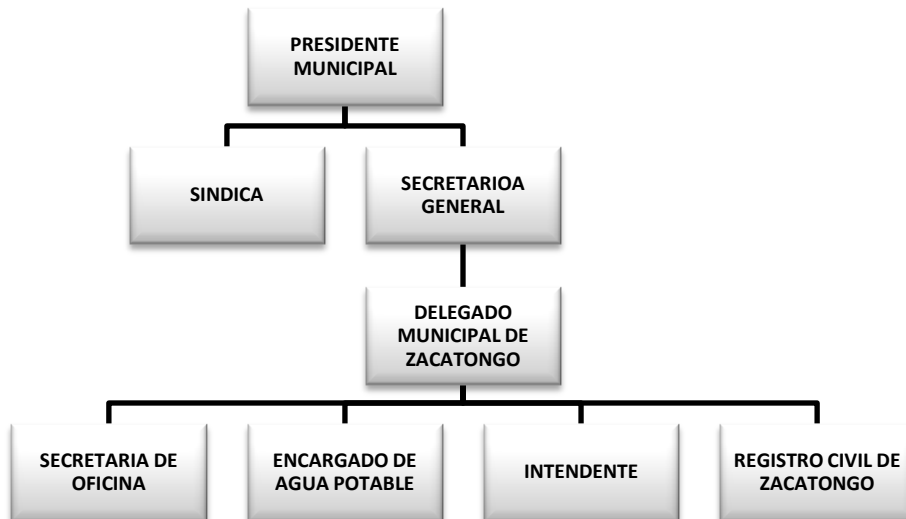 PRESIDENTE
MUNICIPAL
SINDICA
SECRETARIOA
GENERAL
DELEGADO
MUNICIPAL DE
ZACATONGO
SECRETARIA DE
OFICINA
ENCARGADO DE
AGUA POTABLE
INTENDENTE
REGISTRO CIVIL DE
ZACATONGO